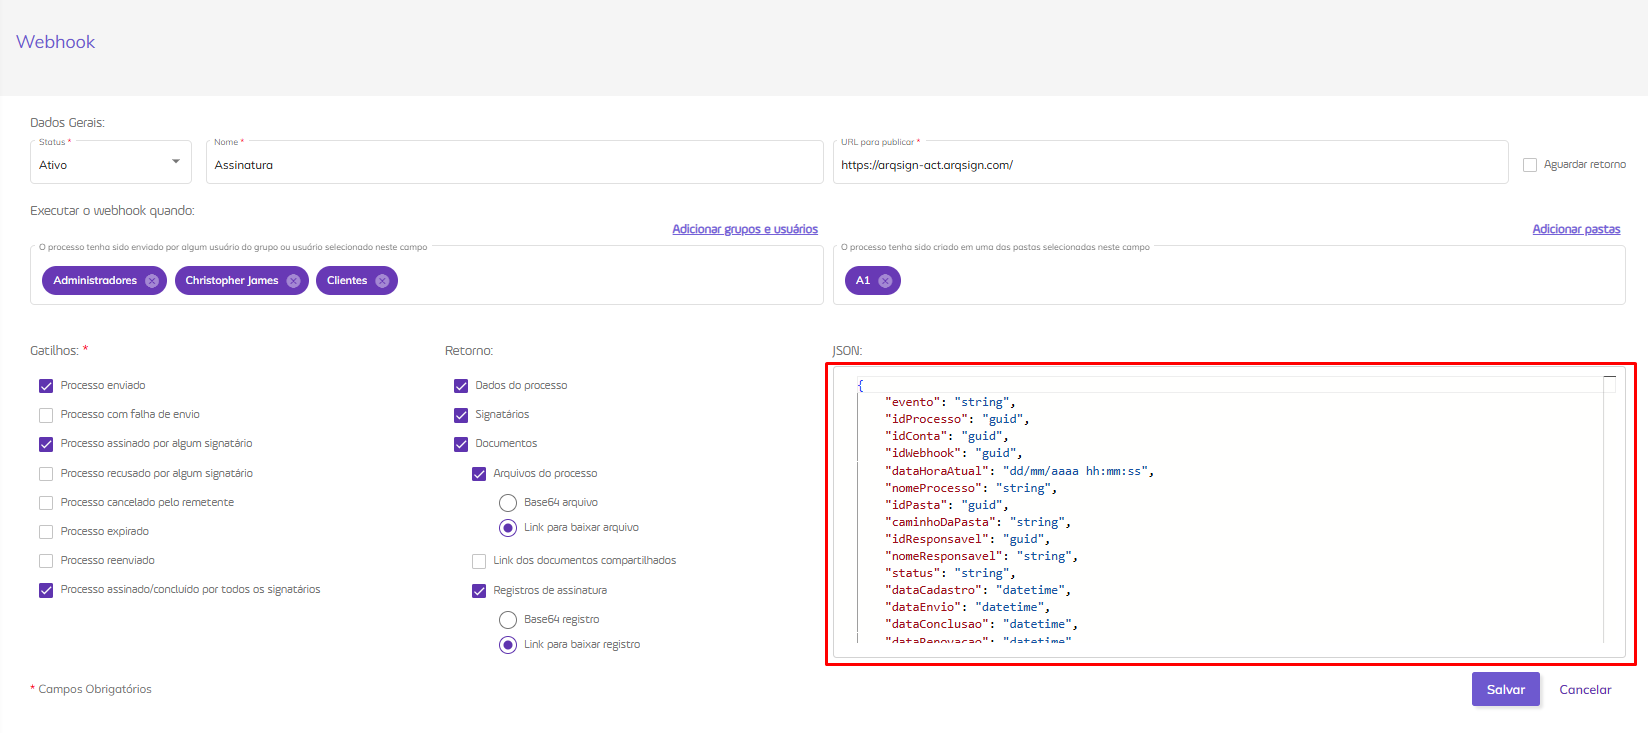 Webhook
Dados Gerais:
Status *
Ativo
Nome *
Assinatura
URL para publicar *
https://arqsign-act.arqsign.com/
Aguardar retorno
Executar o webhook quando:
Adicionar grupos e usuários
Adicionar pastas
O processo tenha sido enviado por algum usuário do grupo ou usuário selecionado neste campo
Administradores
Christopher James
Clientes
O processo tenha sido criado em uma das pastas selecionadas neste campo
A1
Gatilhos: *
Processo enviado
Processo com falha de envio
Processo assinado por algum signatário
Processo recusado por algum signatário
Processo cancelado pelo remetente
Processo expirado
Processo reenviado
Processo assinado/concluído por todos os signatários
Retorno:
Dados do processo
Signatários
Documentos
Arquivos do processo
Base64 arquivo
Link para baixar arquivo
Link dos documentos compartilhados
Registros de assinatura
Base64 registro
Link para baixar registro
JSON:
{
"evento": "string",
"idProcesso": "guid",
"idConta": "guid",
"idWebhook": "guid",
"dataHoraAtual": "dd/mm/aaaa hh:mm:ss",
"nomeProcesso": "string",
"idPasta": "guid",
"caminhoDaPasta": "string",
"idResponsavel": "guid",
"nomeResponsavel": "string",
"status": "string",
"dataCadastro": "datetime",
"dataEnvio": "datetime",
"dataConclusao": "datetime",
"dataRenovacao": "datetime"
* Campos Obrigatórios
Salvar
Cancelar